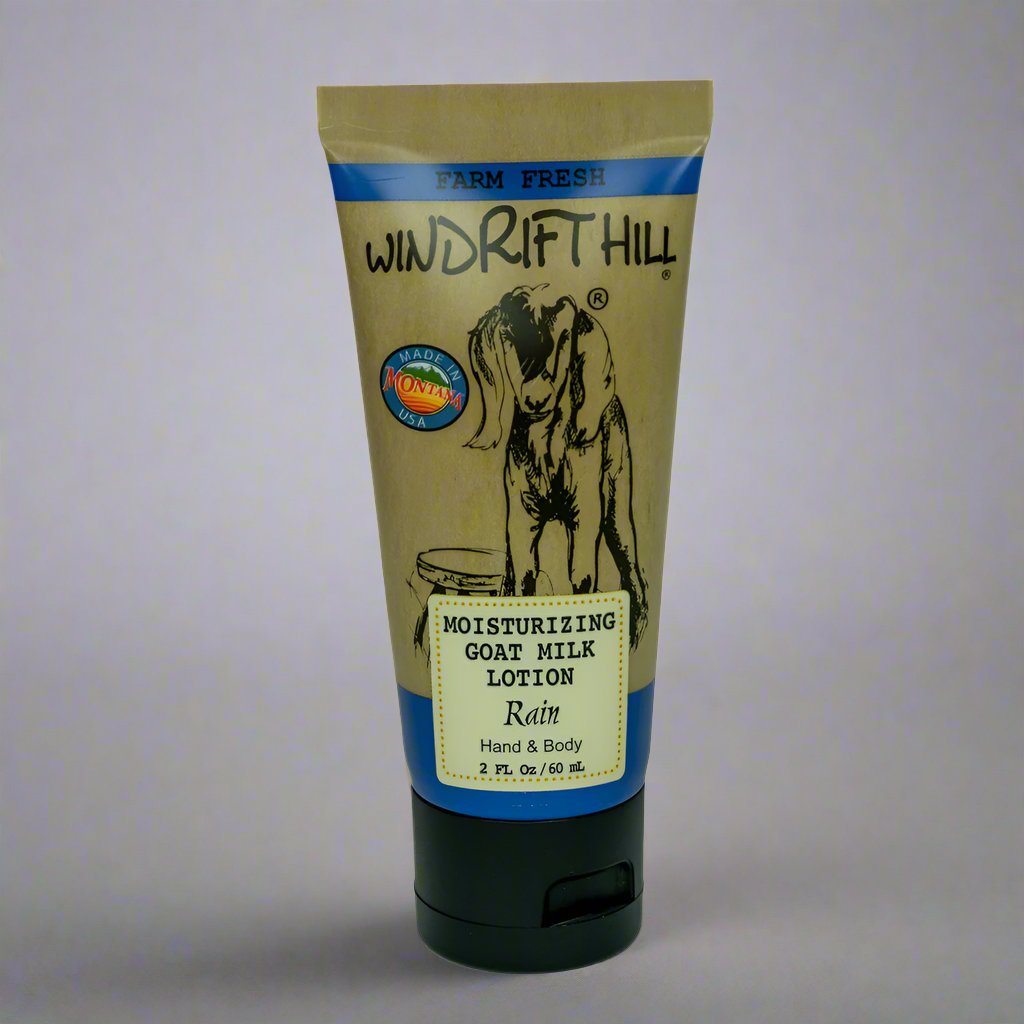 FARM FRESH
WINDRIFT HILL
®
®
MADE IN
MONTANA
USA
MOISTURIZING
GOAT MILK
LOTION
Rain
Hand & Body
2 FL Oz / 60 mL